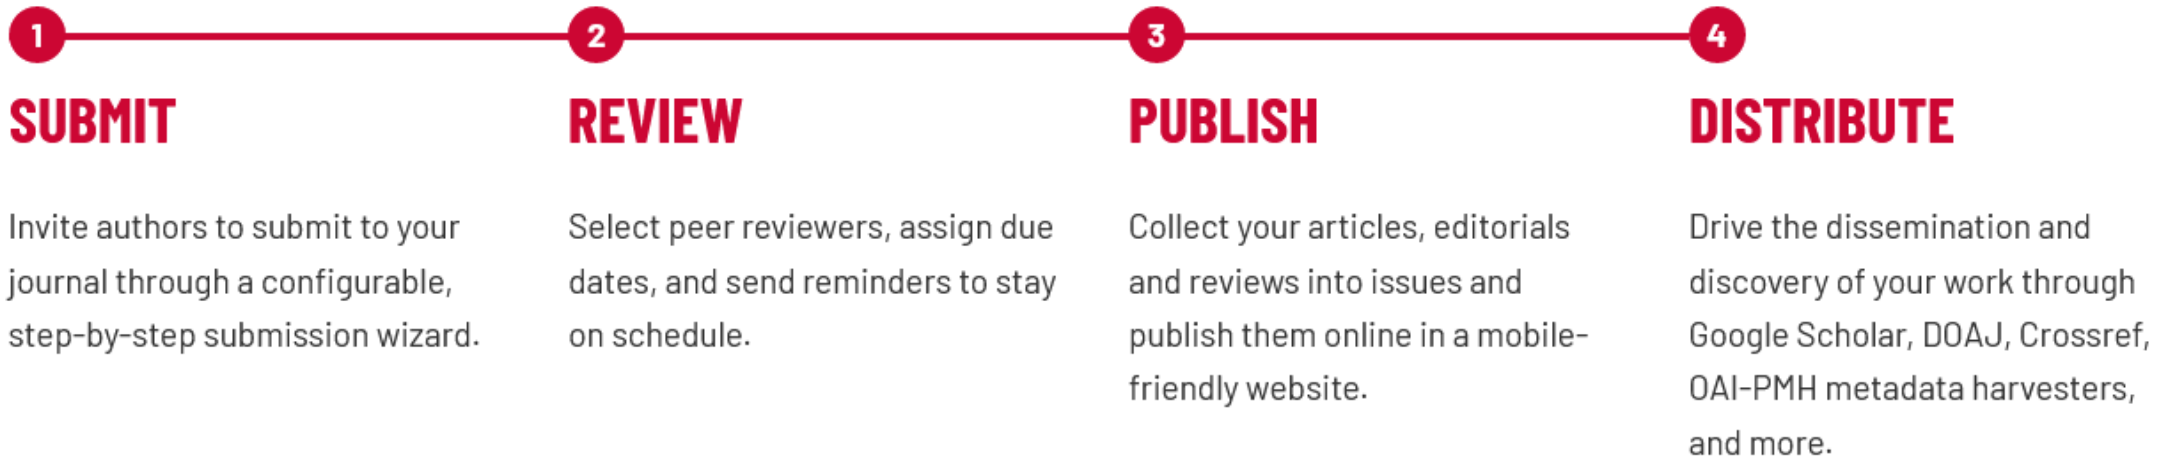 1
2
3
4
SUBMIT
Invite authors to submit to your
journal through a configurable,
step-by-step submission wizard.
REVIEW
Select peer reviewers, assign due
dates, and send reminders to stay
on schedule.
PUBLISH
Collect your articles, editorials
and reviews into issues and
publish them online in a mobile-
friendly website.
DISTRIBUTE
Drive the dissemination and
discovery of your work through
Google Scholar, DOAJ, Crossref,
OAI-PMH metadata harvesters,
and more.